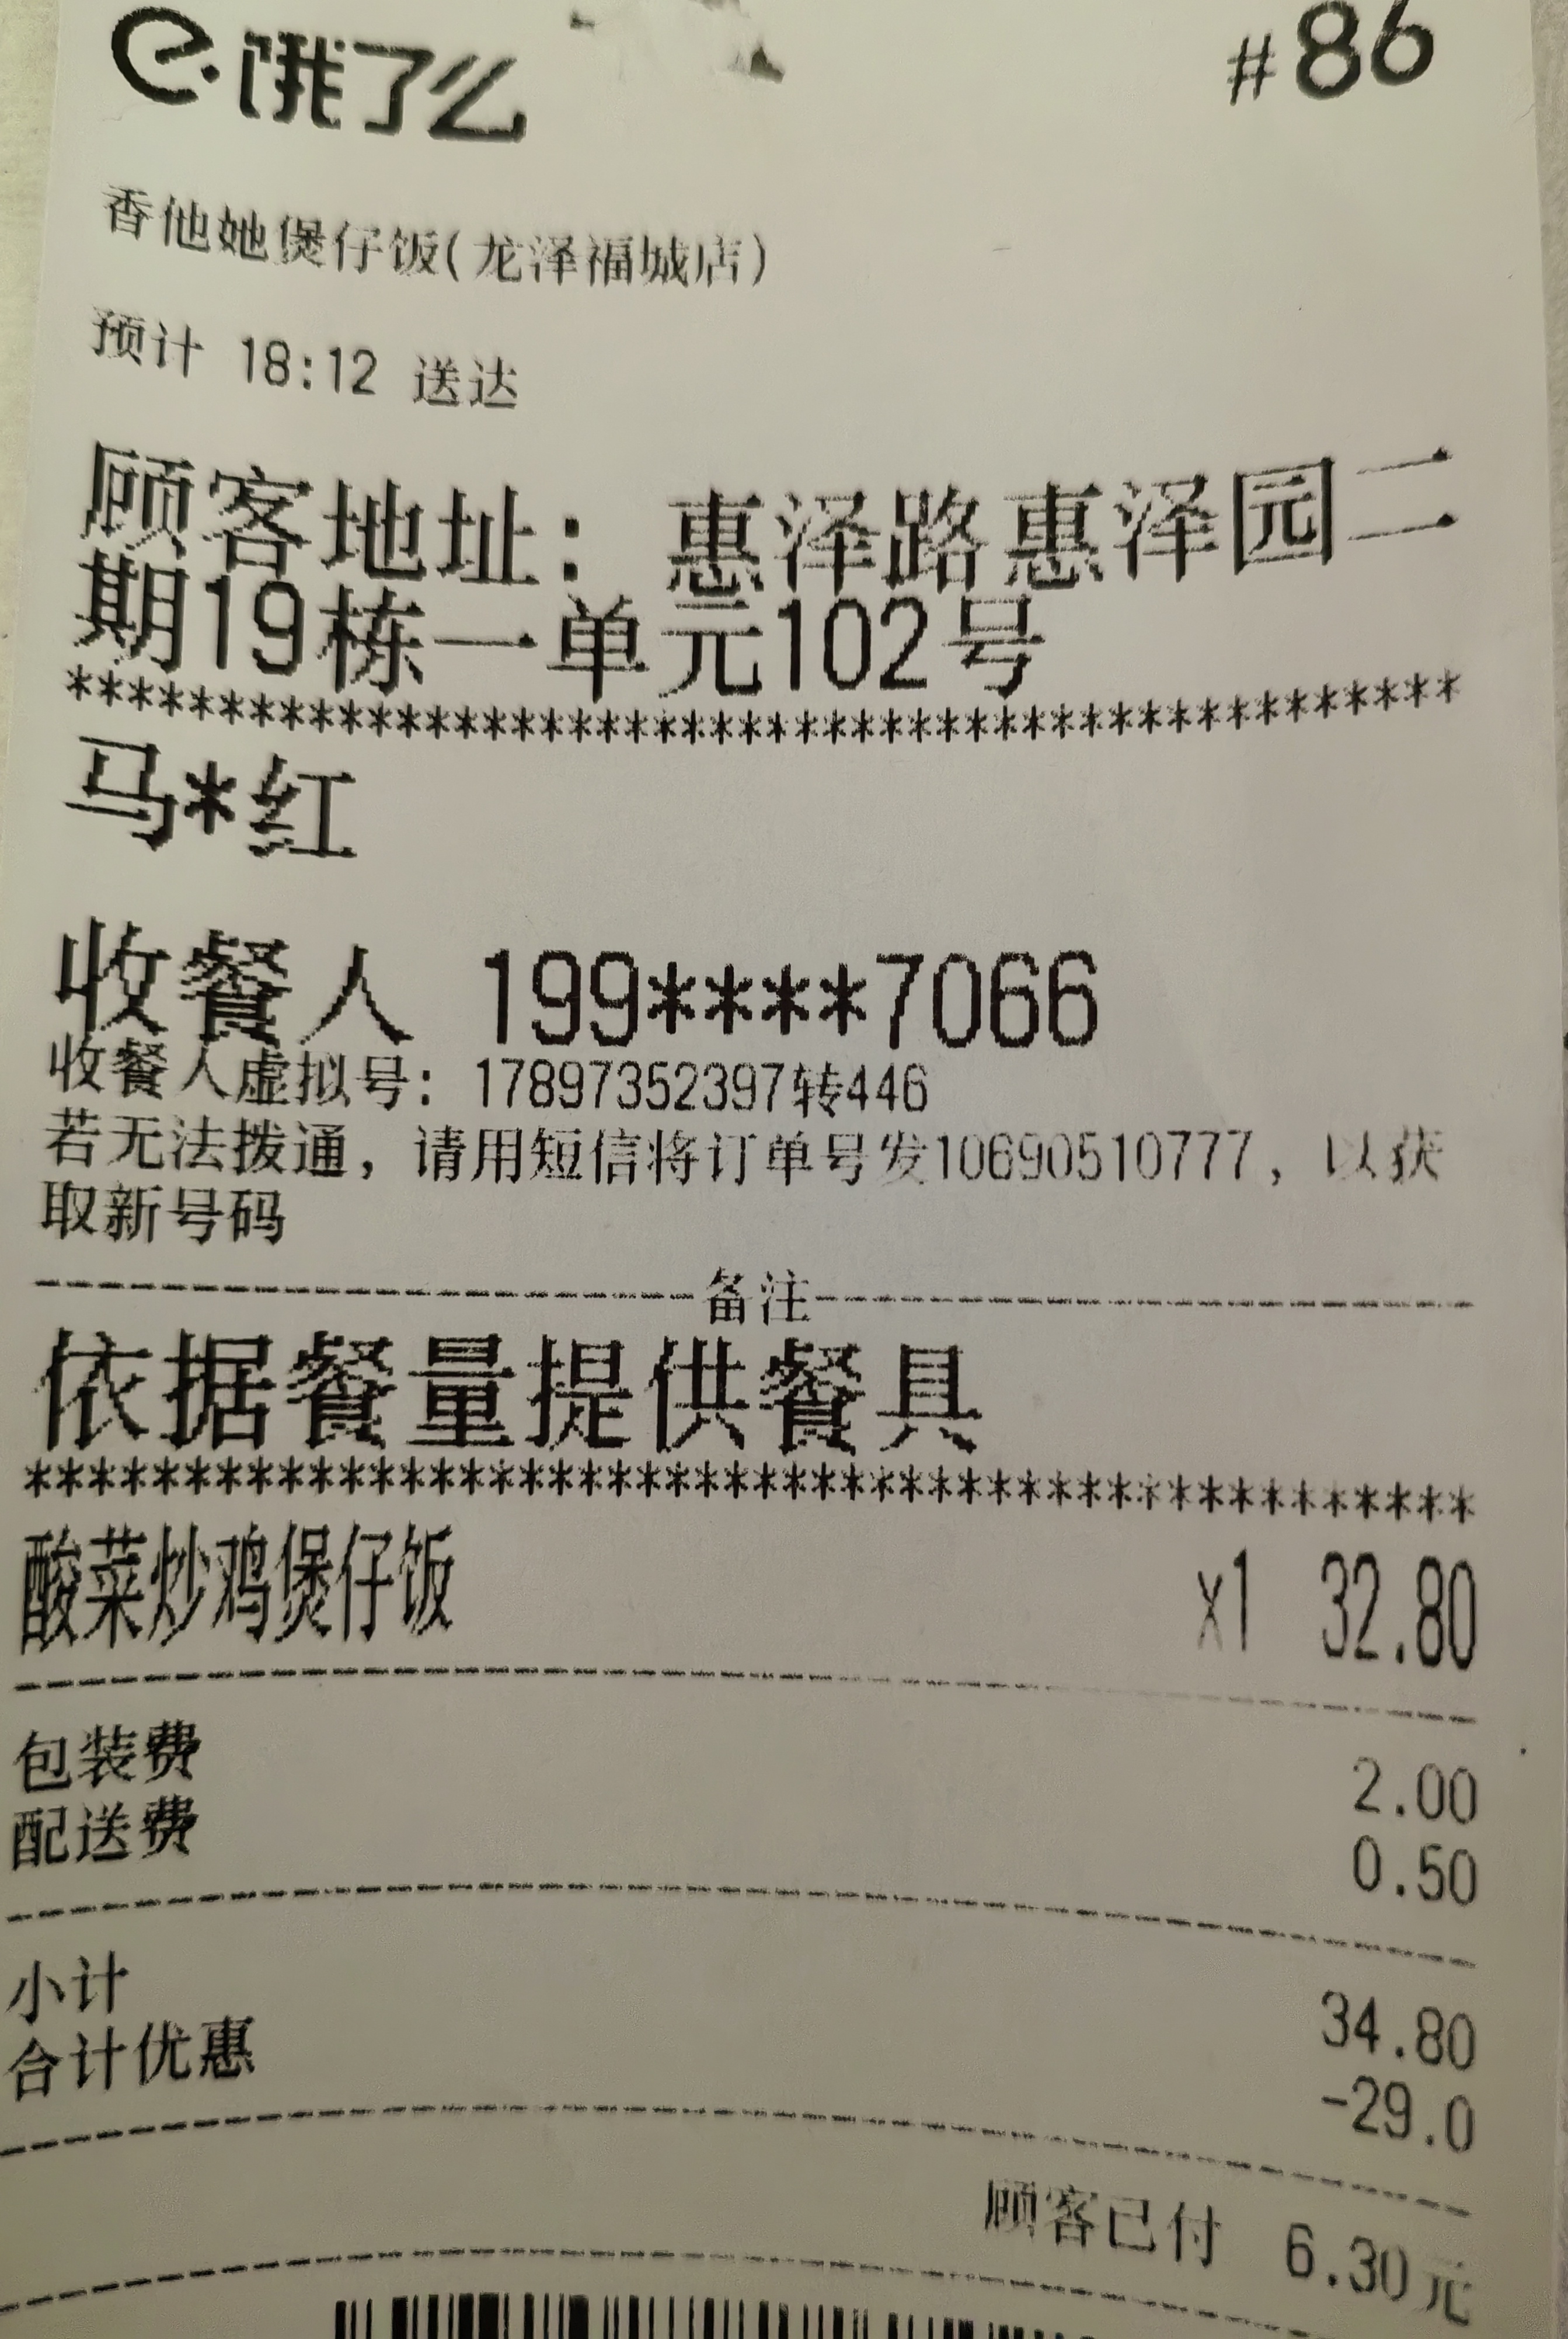 e饿了么 #86
香他她煲仔饭(龙泽福城店)
预计 18:12 送达
顾客地址：惠泽路惠泽园二
期19栋一单元102号
************************************************
马*红
收餐人 199****7066
收餐人虚拟号：17897352397转446
若无法拨通，请用短信将订单号发10690510777，以获
取新号码
备注
依据餐量提供餐具
************************************************
酸菜炒鸡煲仔饭 x1 32.80
包装费 2.00
配送费 0.50
小计 34.80
合计优惠 -29.0
顾客已付 6.30元